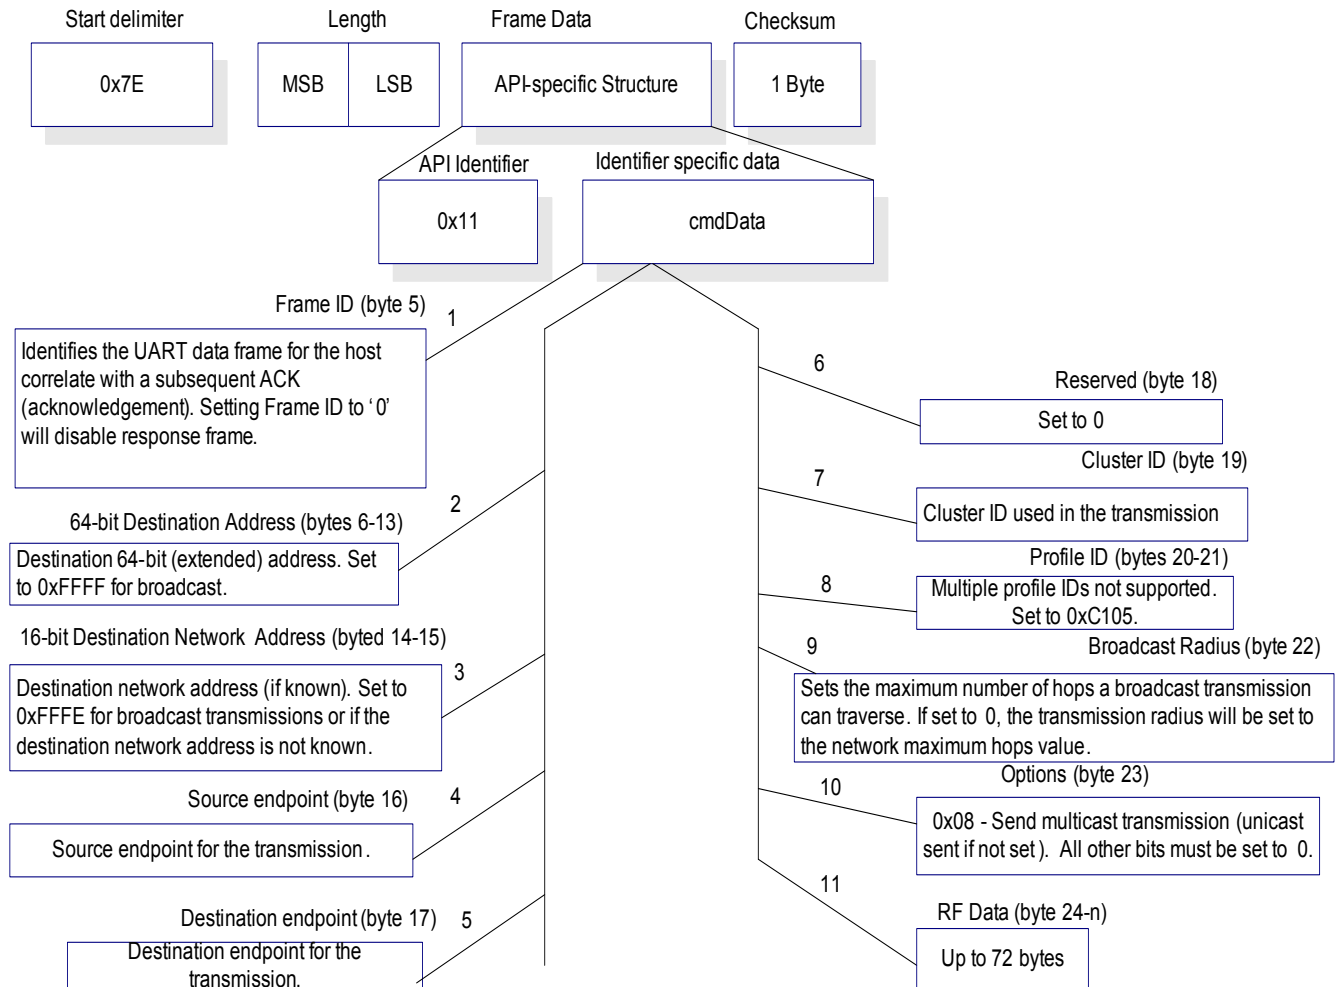 Start delimiter
Length
Frame Data
Checksum
0x7E
MSB
LSB
API-specific Structure
1 Byte
API Identifier
Identifier specific data
0x11
cmdData
Frame ID (byte 5)
1
Identifies the UART data frame for the host
correlate with a subsequent ACK
(acknowledgement). Setting Frame ID to ‘0’
will disable response frame.
2
64-bit Destination Address (bytes 6-13)
Destination 64-bit (extended) address. Set
to 0xFFFF for broadcast.
16-bit Destination Network Address (byted 14-15)
3
Destination network address (if known). Set to
0xFFFE for broadcast transmissions or if the
destination network address is not known.
Source endpoint (byte 16)
4
Source endpoint for the transmission.
Destination endpoint (byte 17)
5
Destination endpoint for the
transmission.
6
Reserved (byte 18)
Set to 0
Cluster ID (byte 19)
7
Cluster ID used in the transmission
Profile ID (bytes 20-21)
8
Multiple profile IDs not supported.
Set to 0xC105.
9
Broadcast Radius (byte 22)
Sets the maximum number of hops a broadcast transmission
can traverse. If set to 0, the transmission radius will be set to
the network maximum hops value.
Options (byte 23)
10
0x08 - Send multicast transmission (unicast
sent if not set). All other bits must be set to 0.
11
RF Data (byte 24-n)
Up to 72 bytes